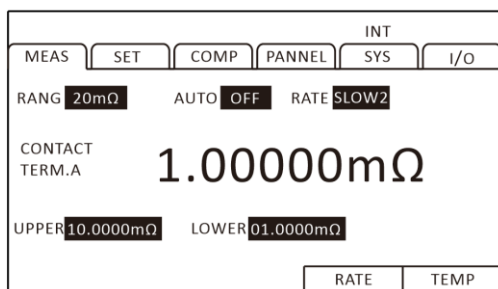 INT
MEAS SET COMP PANNEL SYS I/O
RANG 20mΩ AUTO OFF RATE SLOW2
CONTACT
TERM.A
1.00000mΩ
UPPER 10.0000mΩ LOWER 01.0000mΩ
RATE TEMP